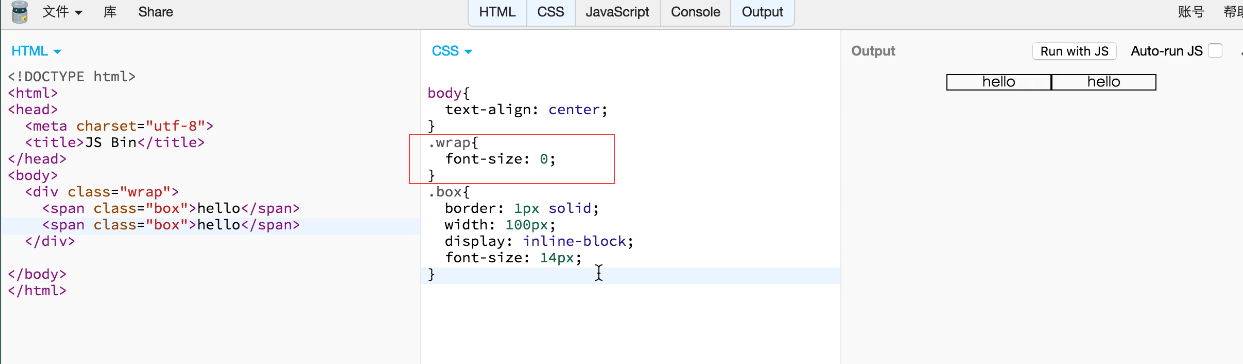 文件 库 Share HTML CSS JavaScript Console Output 账号
HTML
<!DOCTYPE html>
<html>
<head>
<meta charset="utf-8">
<title>JS Bin</title>
</head>
<body>
<div class="wrap">
<span class="box">hello</span>
<span class="box">hello</span>
</div>
</body>
</html>
CSS
body{
text-align: center;
}
.wrap{
font-size: 0;
}
.box{
border: 1px solid;
width: 100px;
display: inline-block;
font-size: 14px;
}
Output Run with JS Auto-run JS
hello hello